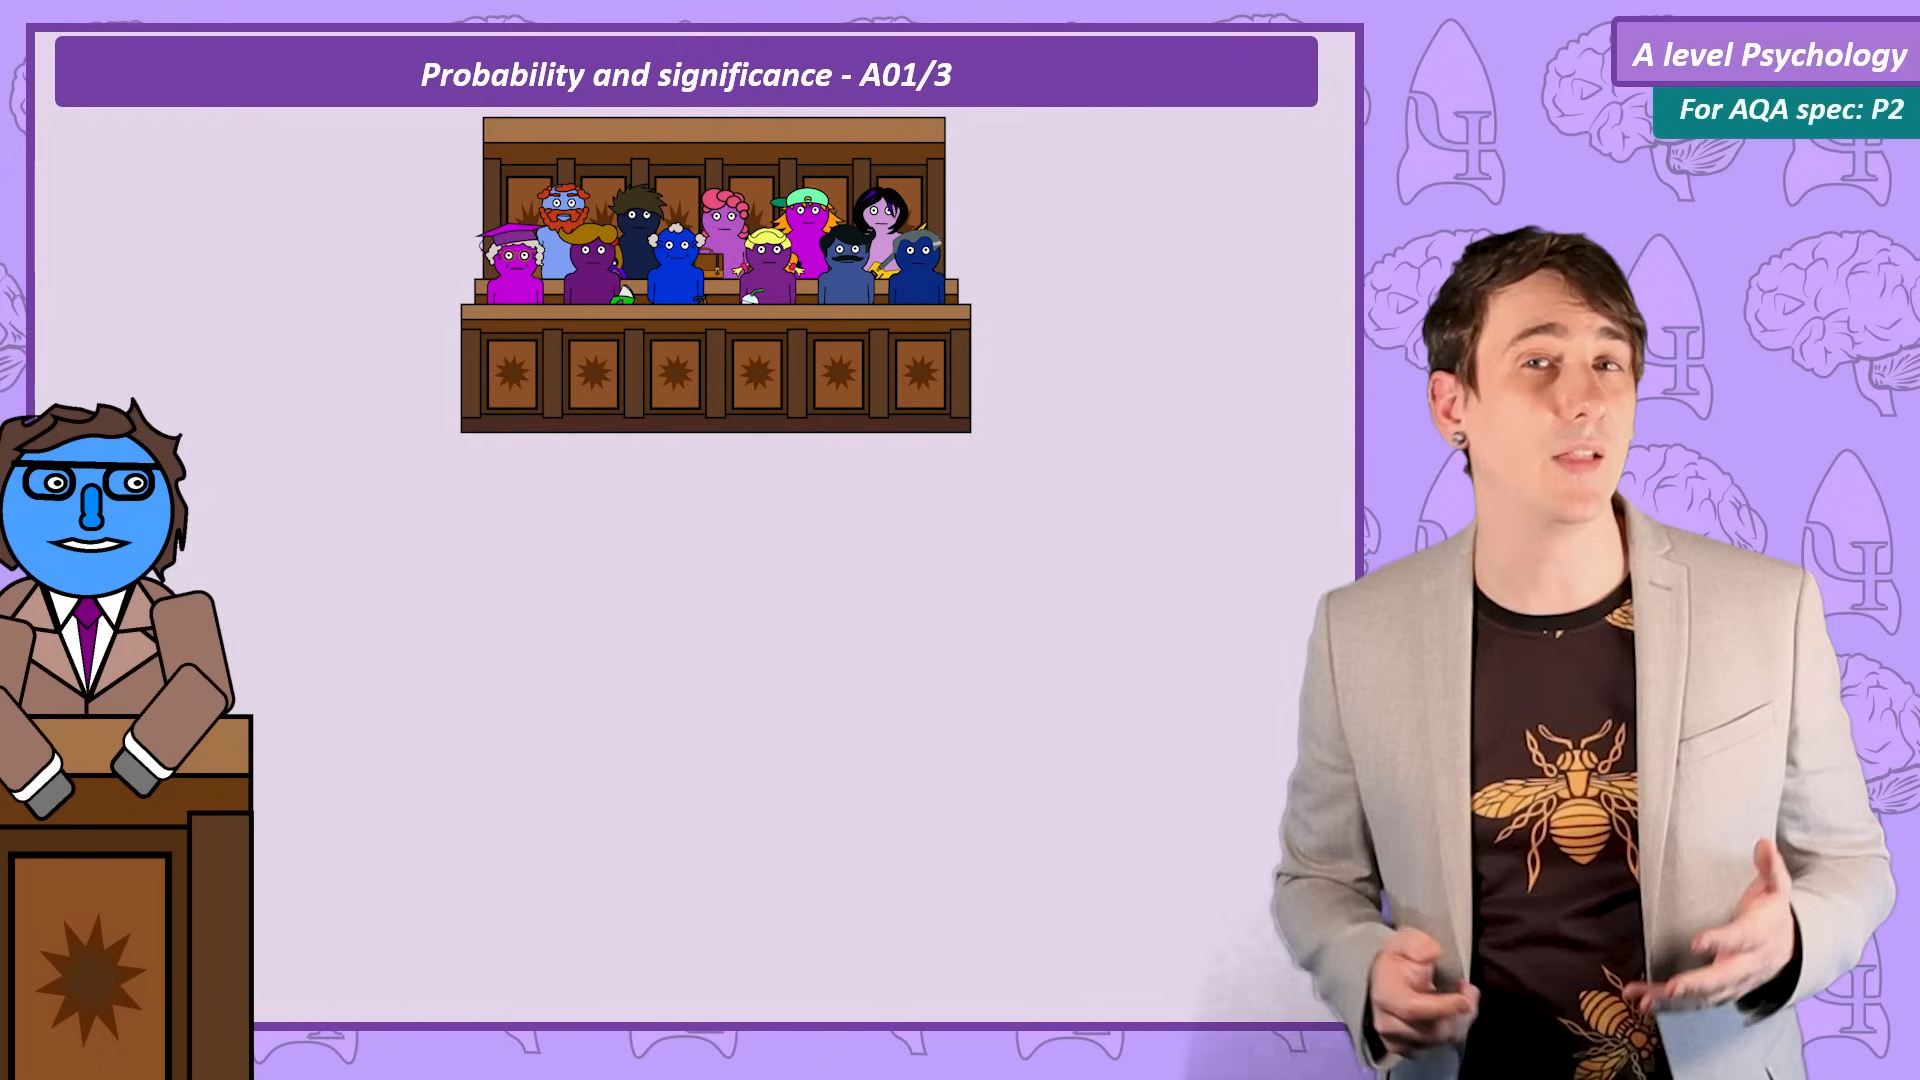 Probability and significance - A01/3
A level Psychology
For AQA spec: P2